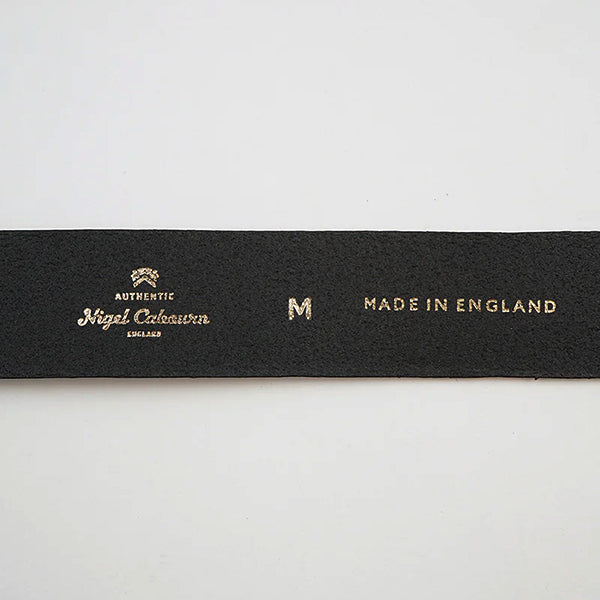 AUTHENTIC
Nigel Cabourn
ENGLAND
M
MADE IN ENGLAND